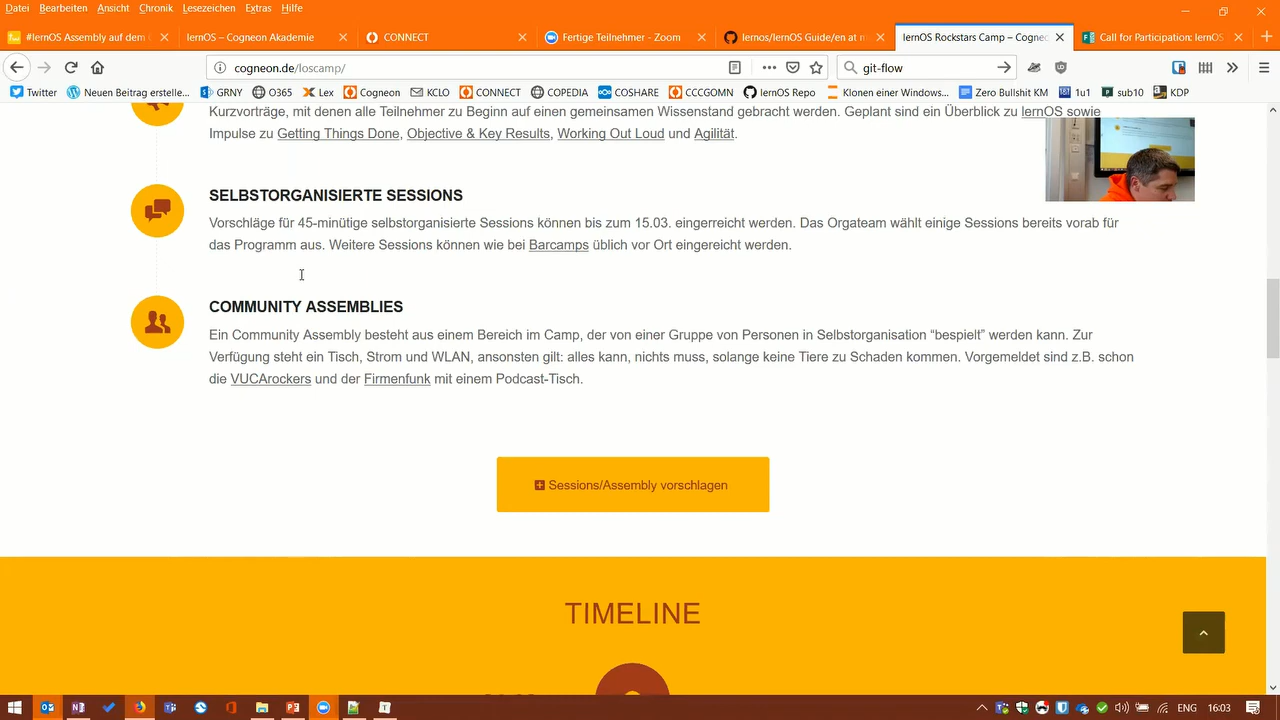 Datei Bearbeiten Ansicht Chronik Lesezeichen Extras Hilfe
#lernOS Assembly auf dem
lernOS – Cogneon Akademie
CONNECT
Fertige Teilnehmer - Zoom
lernos/lernOS Guide/en at m
lernOS Rockstars Camp – Cogneo
Call for Participation: lernOS
cogneon.de/loscamp/
git-flow
Twitter
Neuen Beitrag erstelle...
GRNY
O365
Lex
Cogneon
KCLO
CONNECT
COPEDIA
COSHARE
CCCGOMN
lernOS Repo
Klonen einer Windows...
Zero Bullshit KM
1u1
sub10
KDP
Kurzvorträge, mit denen alle Teilnehmer zu Beginn auf einen gemeinsamen Wissenstand gebracht werden. Geplant sind ein Überblick zu lernOS sowie
Impulse zu Getting Things Done, Objective & Key Results, Working Out Loud und Agilität.
SELBSTORGANISIERTE SESSIONS
Vorschläge für 45-minütige selbstorganisierte Sessions können bis zum 15.03. eingerreicht werden. Das Orgateam wählt einige Sessions bereits vorab für
das Programm aus. Weitere Sessions können wie bei Barcamps üblich vor Ort eingereicht werden.
COMMUNITY ASSEMBLIES
Ein Community Assembly besteht aus einem Bereich im Camp, der von einer Gruppe von Personen in Selbstorganisation “bespielt” werden kann. Zur
Verfügung steht ein Tisch, Strom und WLAN, ansonsten gilt: alles kann, nichts muss, solange keine Tiere zu Schaden kommen. Vorgemeldet sind z.B. schon
die VUCArockers und der Firmenfunk mit einem Podcast-Tisch.
Sessions/Assembly vorschlagen
TIMELINE
ENG 16:03